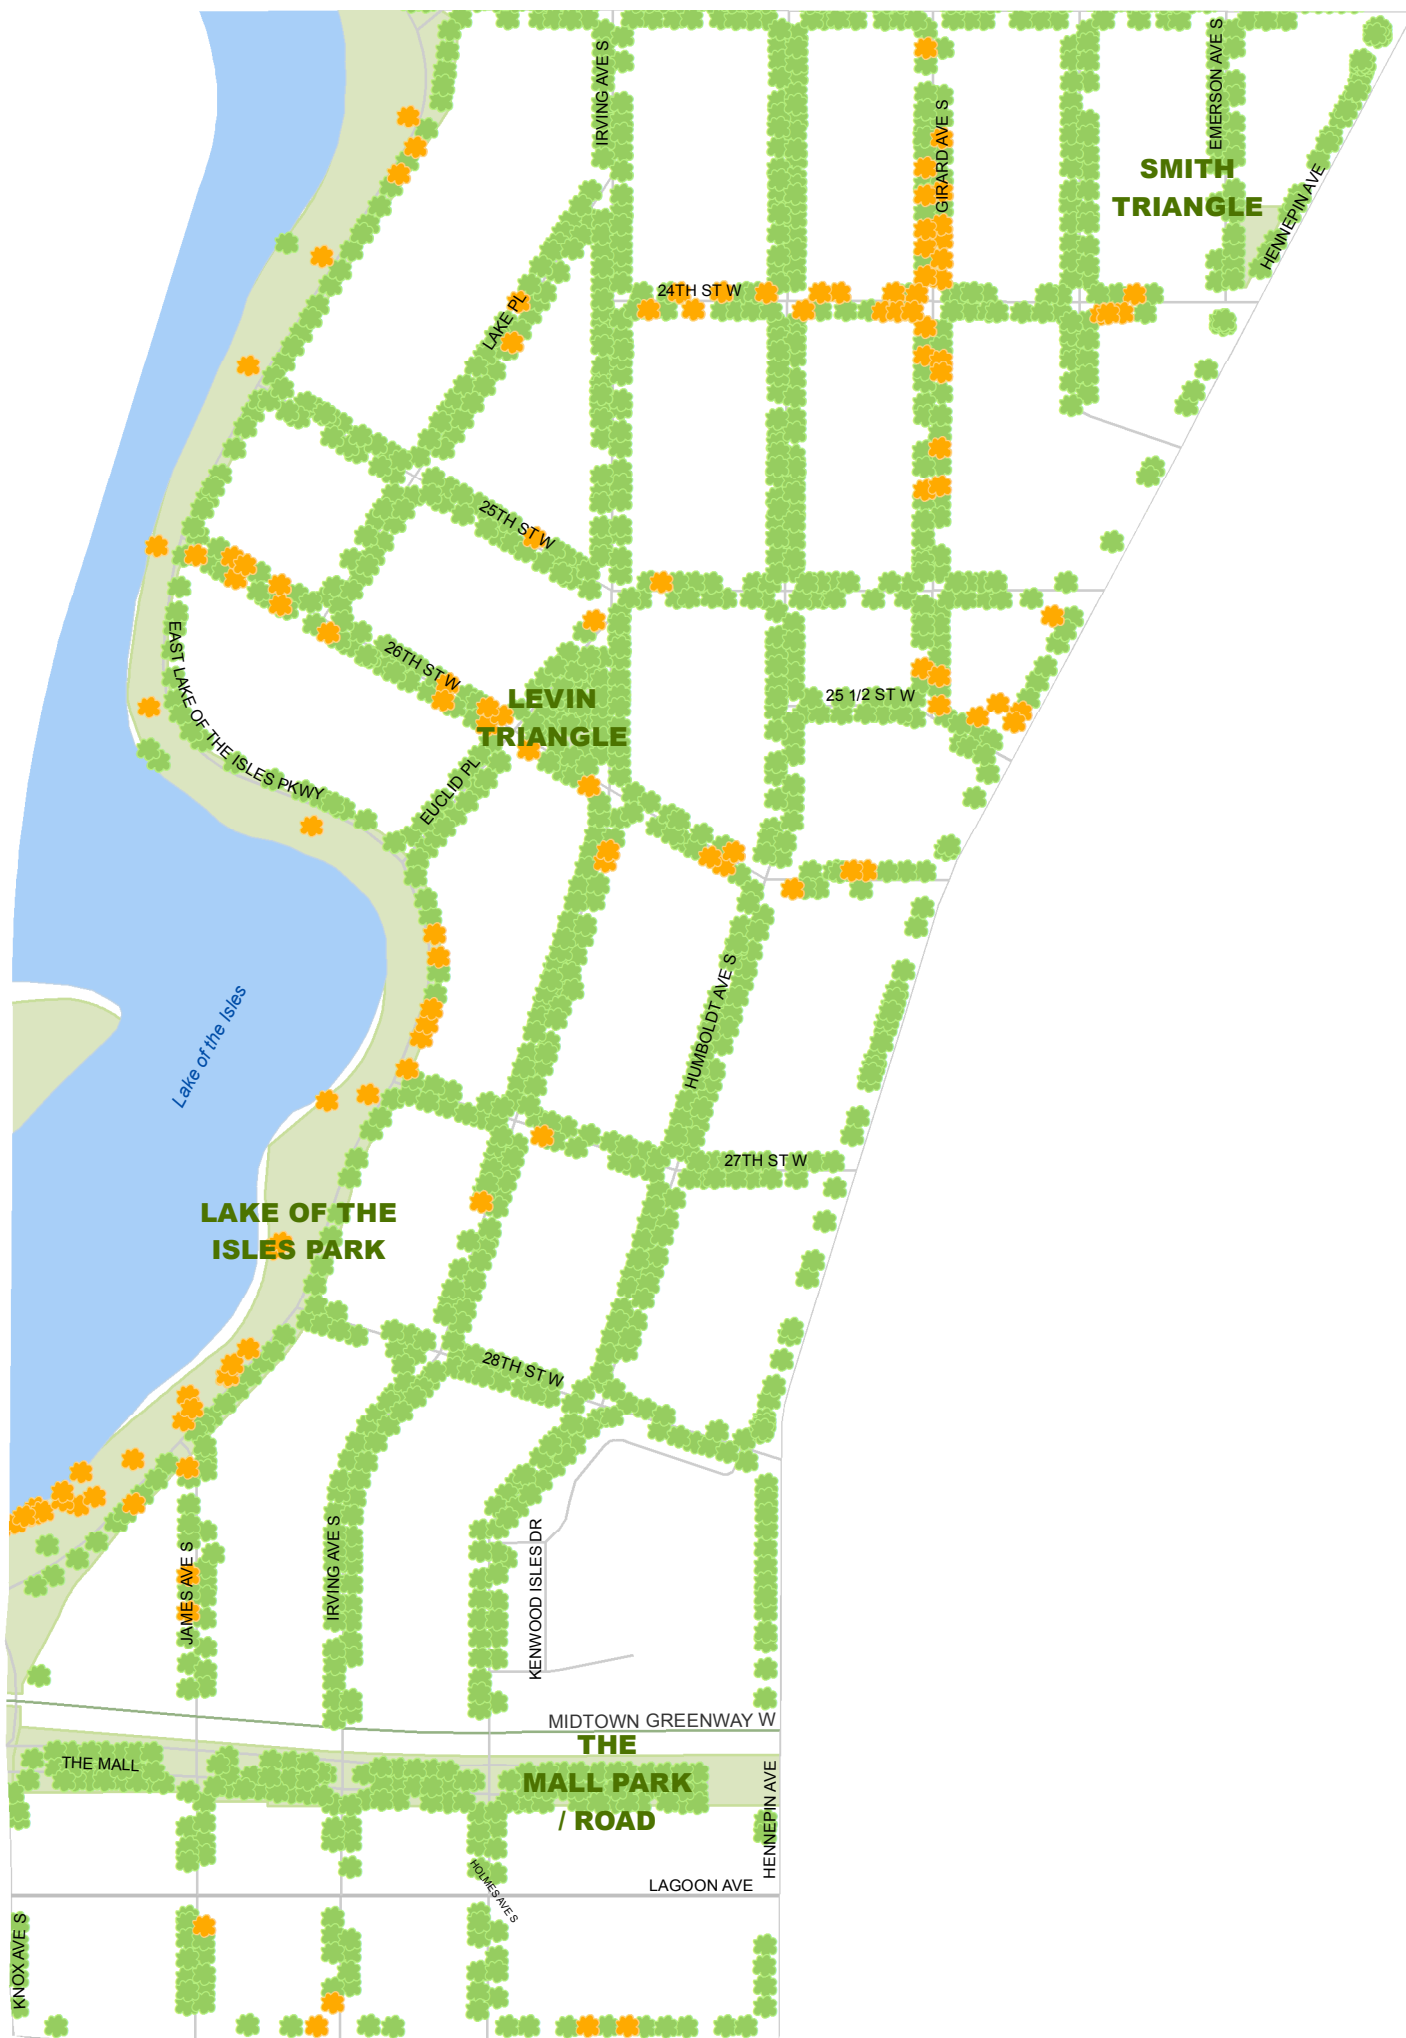 IRVING AVE S
EMERSON AVE S
GIRARD AVE S
SMITH
TRIANGLE
HENNEPIN AVE
24TH ST W
LAKE PL
25TH ST W
EAST LAKE OF THE ISLES PKWY
26TH ST W
LEVIN
TRIANGLE
25 1/2 ST W
EUCLID PL
HUMBOLDT AVE S
Lake of the Isles
27TH ST W
LAKE OF THE
ISLES PARK
28TH ST W
JAMES AVE S
IRVING AVE S
KENWOOD ISLES DR
MIDTOWN GREENWAY W
THE
MALL PARK
/ ROAD
THE MALL
HENNEPIN AVE
HOLMES AVE S
LAGOON AVE
KNOX AVE S